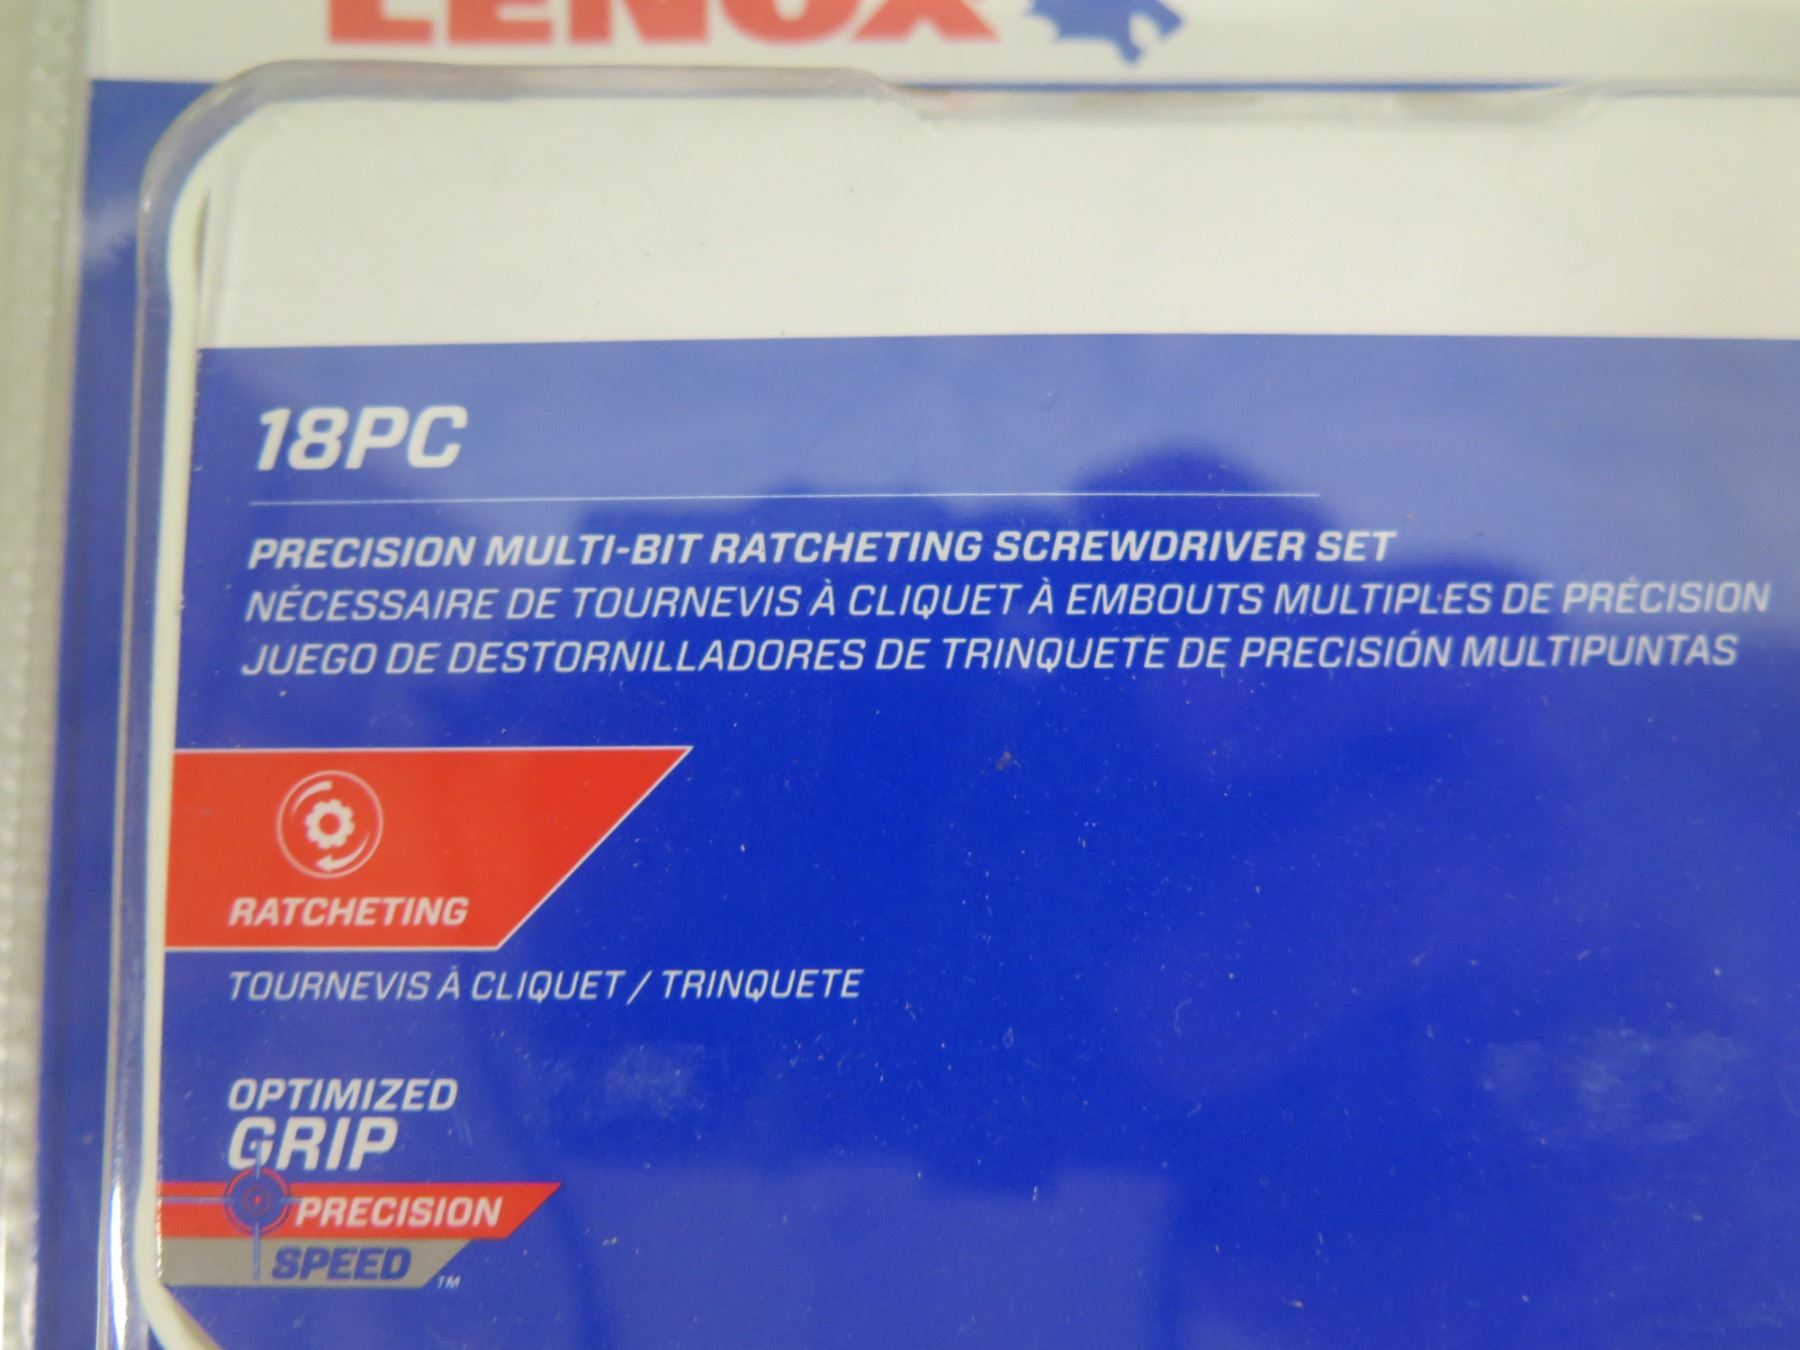 LENOX
18PC
PRECISION MULTI-BIT RATCHETING SCREWDRIVER SET
NÉCESSAIRE DE TOURNEVIS À CLIQUET À EMBOUTS MULTIPLES DE PRÉCISION
JUEGO DE DESTORNILLADORES DE TRINQUETE DE PRECISIÓN MULTIPUNTAS
RATCHETING
TOURNEVIS À CLIQUET / TRINQUETE
OPTIMIZED
GRIP
PRECISION
SPEED™